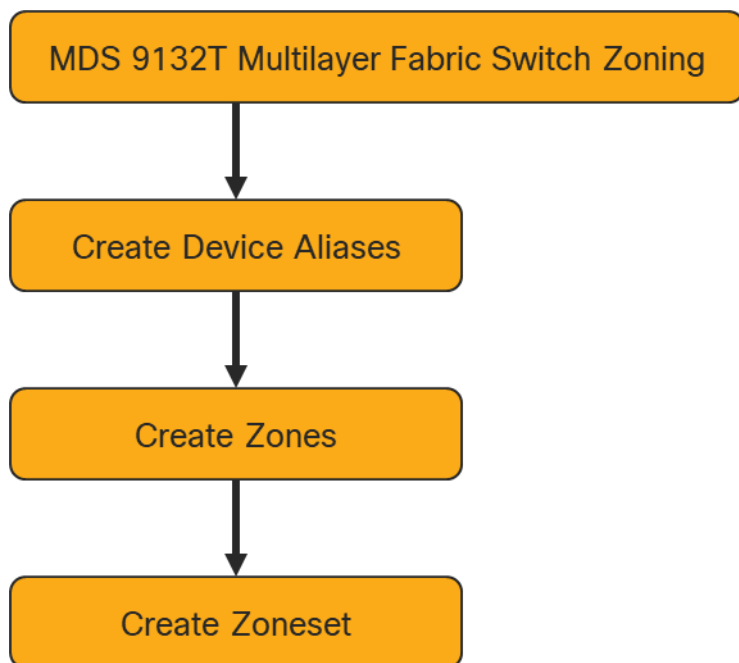 MDS 9132T Multilayer Fabric Switch Zoning
Create Device Aliases
Create Zones
Create Zoneset